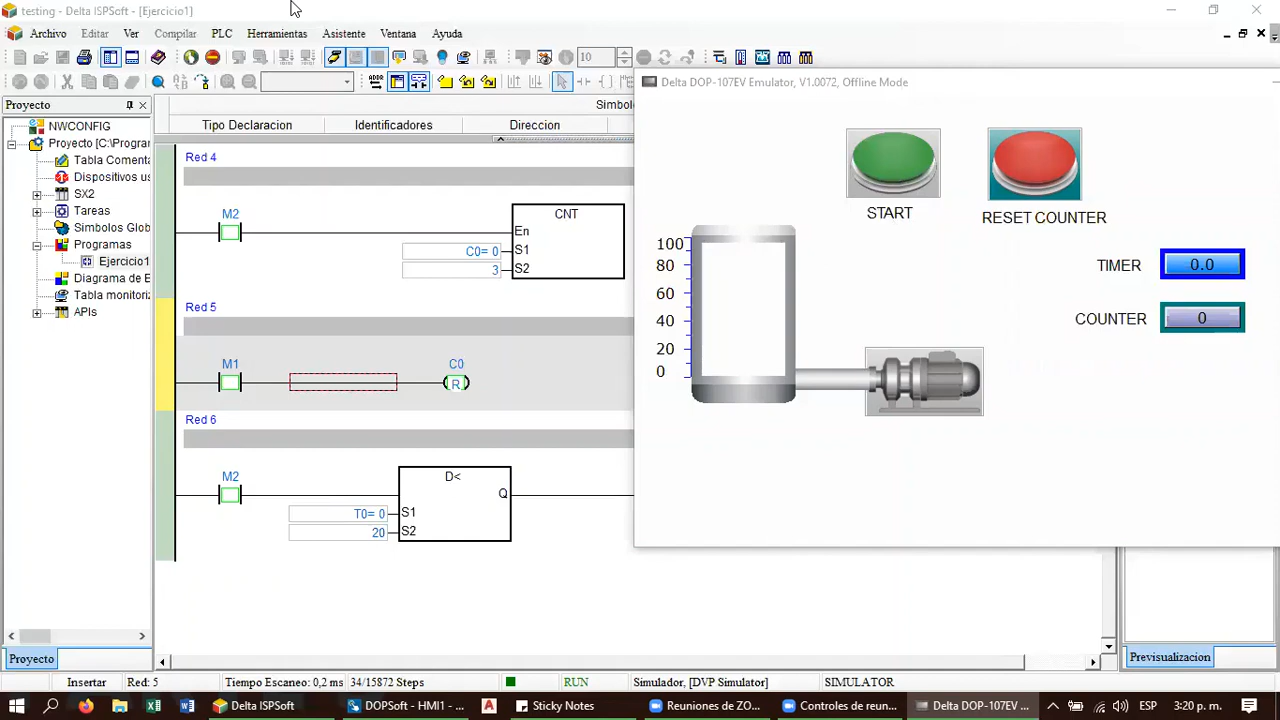 testing - Delta ISPSoft - [Ejercicio1]
Archivo Editar Ver Compilar PLC Herramientas Asistente Ventana Ayuda
10
Proyecto
NWCONFIG
Proyecto [C:\Program
Tabla Comenta
Dispositivos us
SX2
Tareas
Simbolos Glob
Programas
Ejercicio1
Diagrama de E
Tabla monitoriz
APIs
Proyecto
Simbolo
Tipo Declaracion Identificadores Direccion
Red 4
M2
CNT
En
C0= 0 S1
3 S2
Red 5
M1 C0
R
Red 6
M2
D<
Q
T0= 0 S1
20 S2
Delta DOP-107EV Emulator, V1.0072, Offline Mode
START
RESET COUNTER
100
80
60
40
20
0
TIMER 0.0
COUNTER 0
Previsualizacion
Insertar Red: 5 Tiempo Escaneo: 0,2 ms 34/15872 Steps RUN Simulador, [DVP Simulator] SIMULATOR
Delta ISPSoft DOPSoft - HMI1 - ... Sticky Notes Reuniones de ZO... Controles de reun... Delta DOP-107EV ... ESP 3:20 p. m.